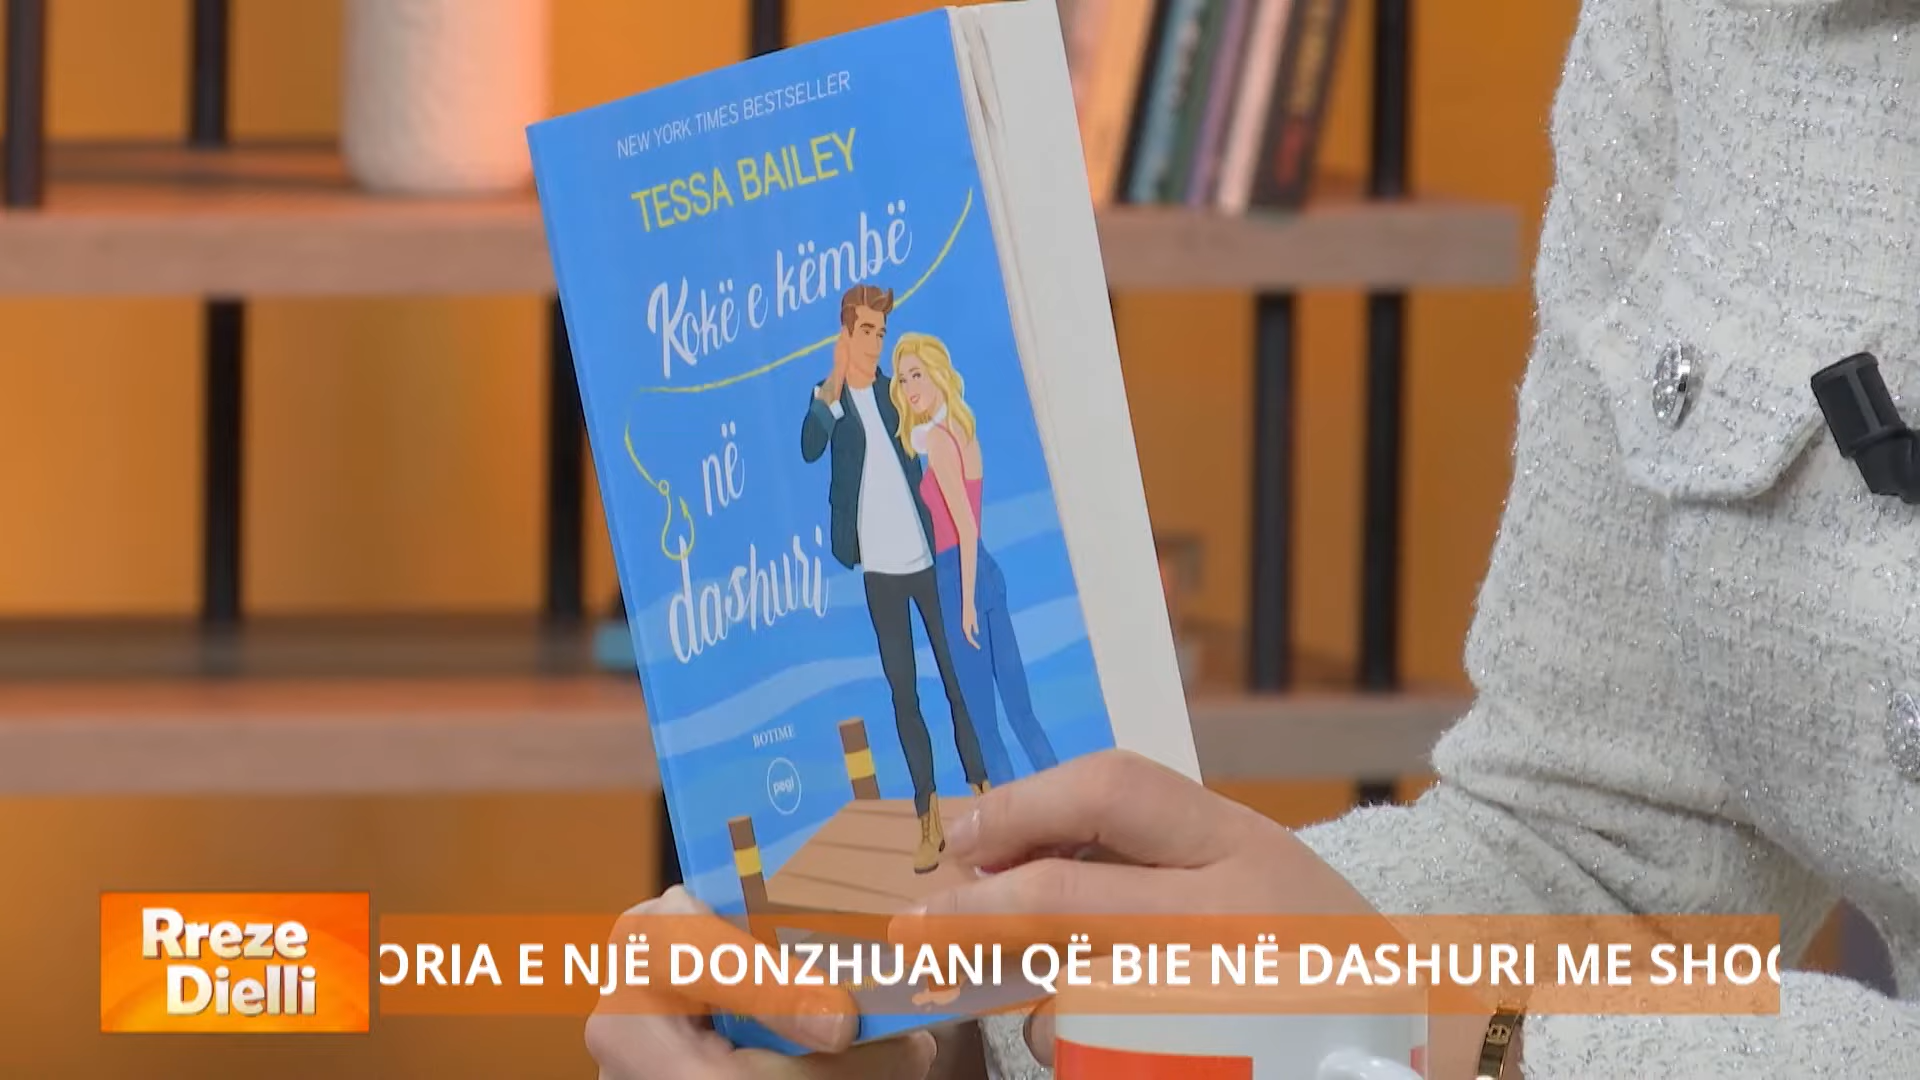 NEW YORK TIMES BESTSELLER
TESSA BAILEY
Kokë e këmbë
në
dashuri
BOTIME
pegi
Rreze
Dielli
ORIA E NJË DONZHUANI QË BIE NË DASHURI ME SHOQ